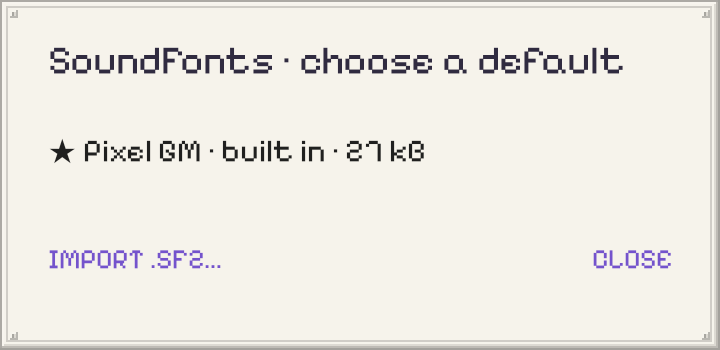 SoundFonts · choose a default
★ Pixel GM · built in · 27 kB
IMPORT .SF2...
CLOSE